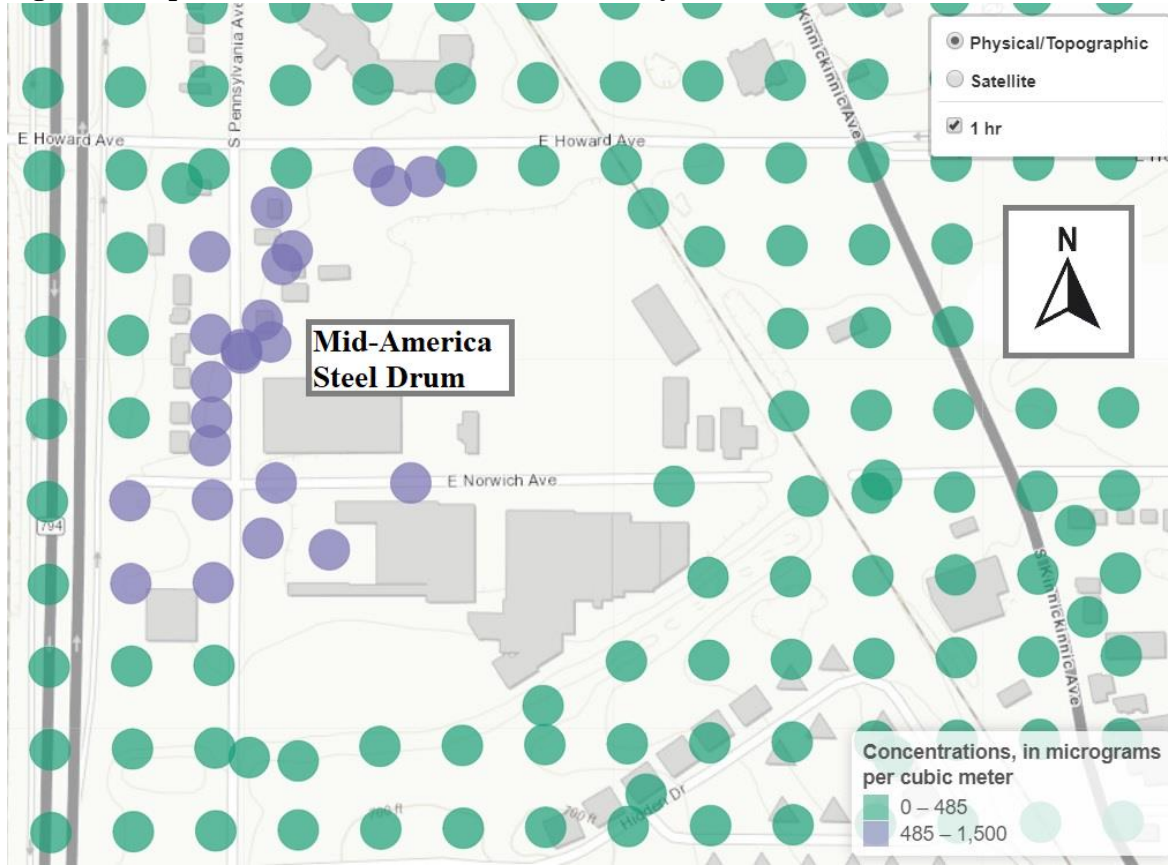 S Pennsylvania Ave
Kinnickinnic Ave
Physical/Topographic
Satellite
1 hr
E Howard Ave
E Howard Ave
N
Mid-America
Steel Drum
E Norwich Ave
794
S Kinnickinnic Ave
Concentrations, in micrograms
per cubic meter
0 – 485
485 – 1,500
700 ft
700 ft
Hidden Dr